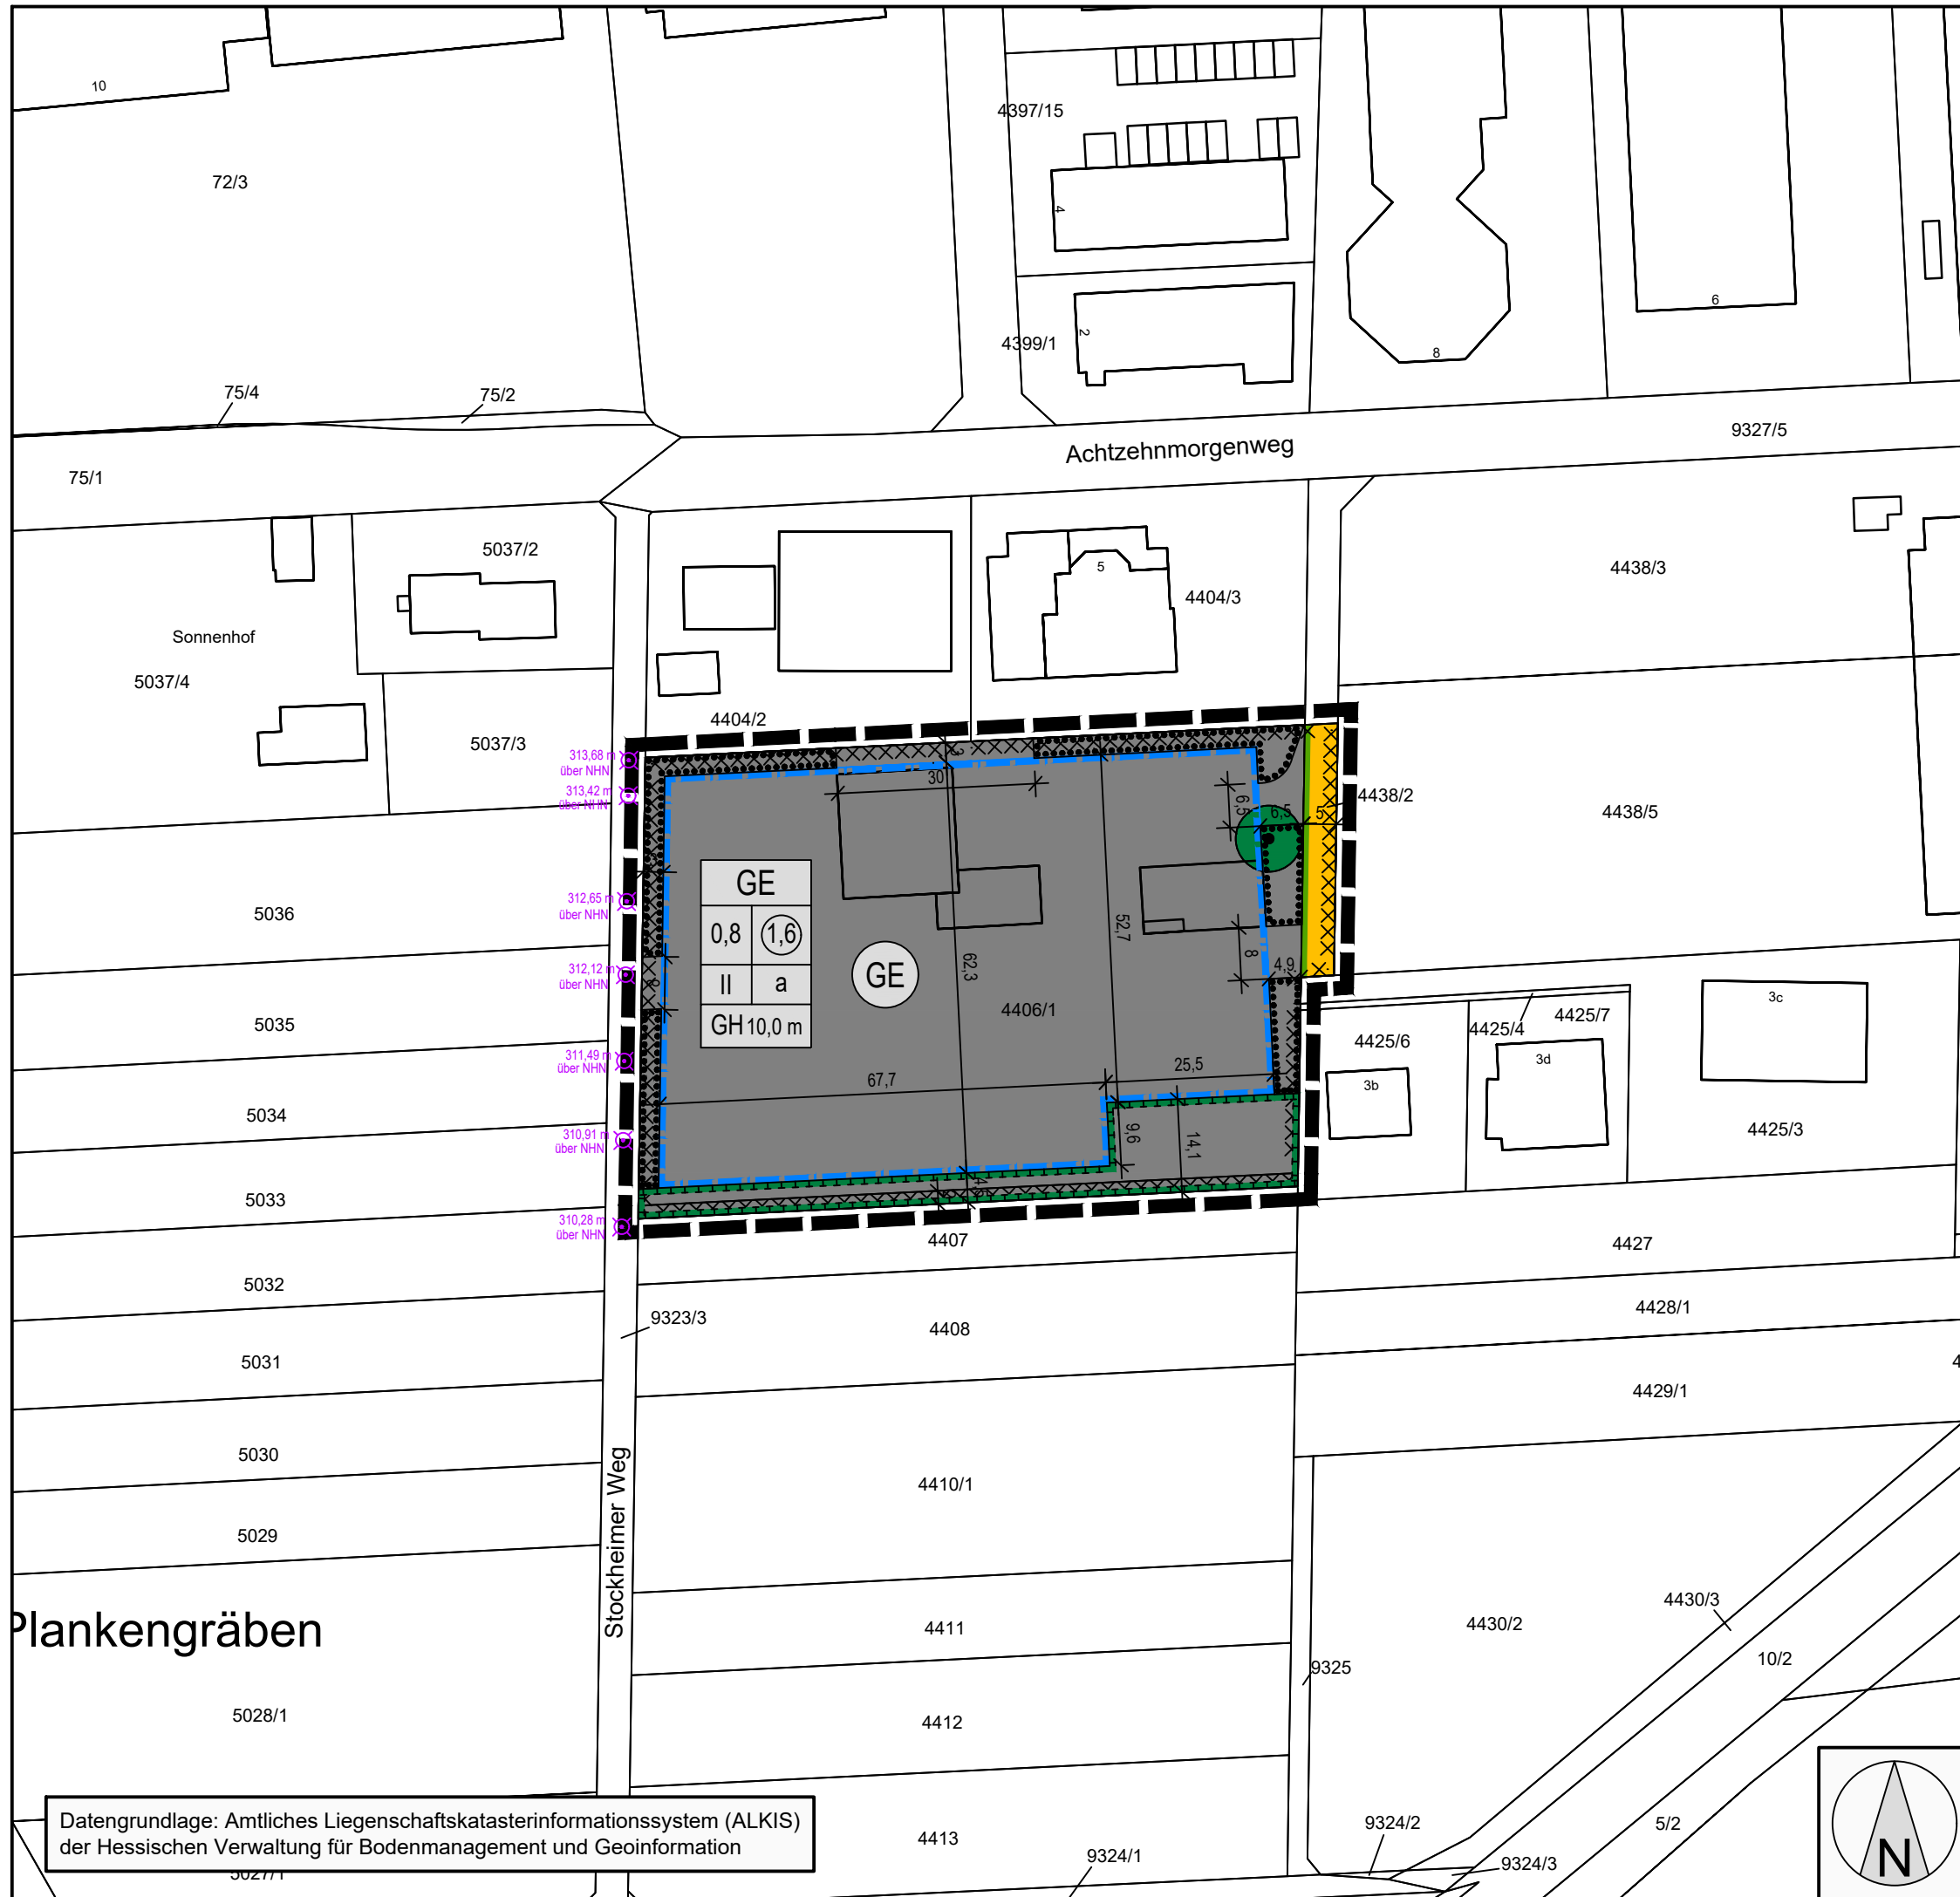 10
72/3
4397/15
4
4399/1
2
8
6
75/4
75/2
75/1
Achtzehnmorgenweg
9327/5
5037/2
Sonnenhof
5037/4
5037/3
5
4404/3
4404/2
4438/3
4438/2
4438/5
313,68 m
über NHN
313,42 m
über NHN
312,65 m
über NHN
312,12 m
über NHN
311,49 m
über NHN
310,91 m
über NHN
310,28 m
über NHN
3
30
6,5
6,5
5
GE
0,8
1,6
II
a
GH 10,0 m
GE
52,7
62,3
8
4,9
4406/1
67,7
25,5
9,6
14,1
5036
5035
5034
5033
5032
5031
5030
5029
5028/1
5027/1
4425/6
4425/4
4425/7
3b
3d
3c
4425/3
4407
4427
9323/3
4408
4428/1
4429/1
4
4410/1
Stockheimer Weg
Plankengräben
4411
4430/2
4430/3
10/2
9325
4412
4413
9324/1
9324/2
9324/3
5/2
Datengrundlage: Amtliches Liegenschaftskatasterinformationssystem (ALKIS)
der Hessischen Verwaltung für Bodenmanagement und Geoinformation
N